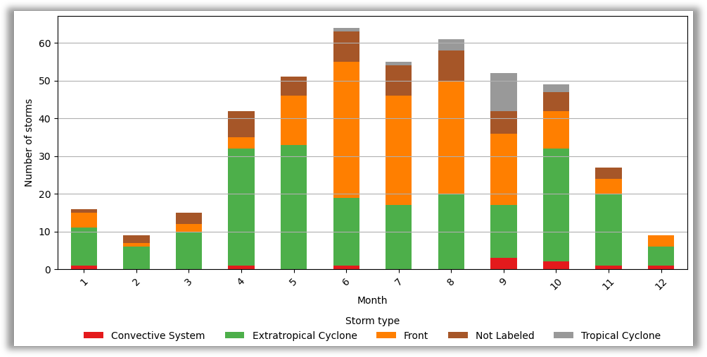 60
50
40
30
20
10
0
Number of storms
1 2 3 4 5 6 7 8 9 10 11 12
Month
Storm type
Convective System Extratropical Cyclone Front Not Labeled Tropical Cyclone